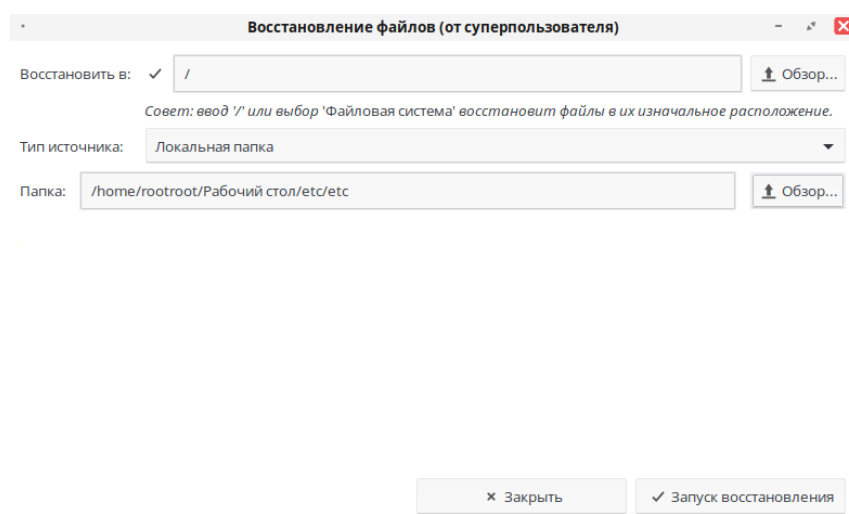 Восстановление файлов (от суперпользователя)
Восстановить в: / Обзор...
Совет: ввод '/' или выбор 'Файловая система' восстановит файлы в их изначальное расположение.
Тип источника: Локальная папка
Папка: /home/rootroot/Рабочий стол/etc/etc Обзор...
Закрыть Запуск восстановления